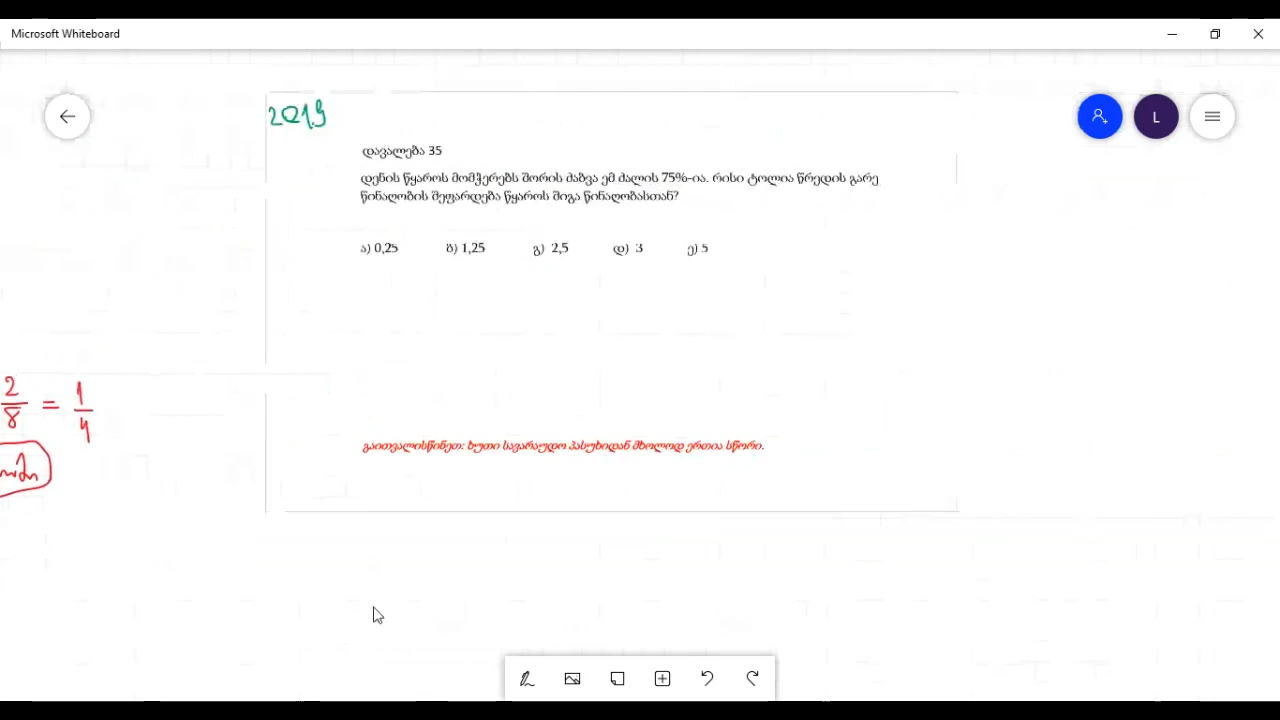 Microsoft Whiteboard
2019
L
დავალება 35
დენის წყაროს მომჭერებს შორის ძაბვა ემ ძალის 75%-ია. რისი ტოლია წრედის გარე
წინაღობის შეფარდება წყაროს შიგა წინაღობასთან?
ა) 0,25 ბ) 1,25 გ) 2,5 დ) 3 ე) 5
2/8 = 1/4
გაითვალისწინეთ: ხუთი სავარაუდო პასუხიდან მხოლოდ ერთია სწორი.